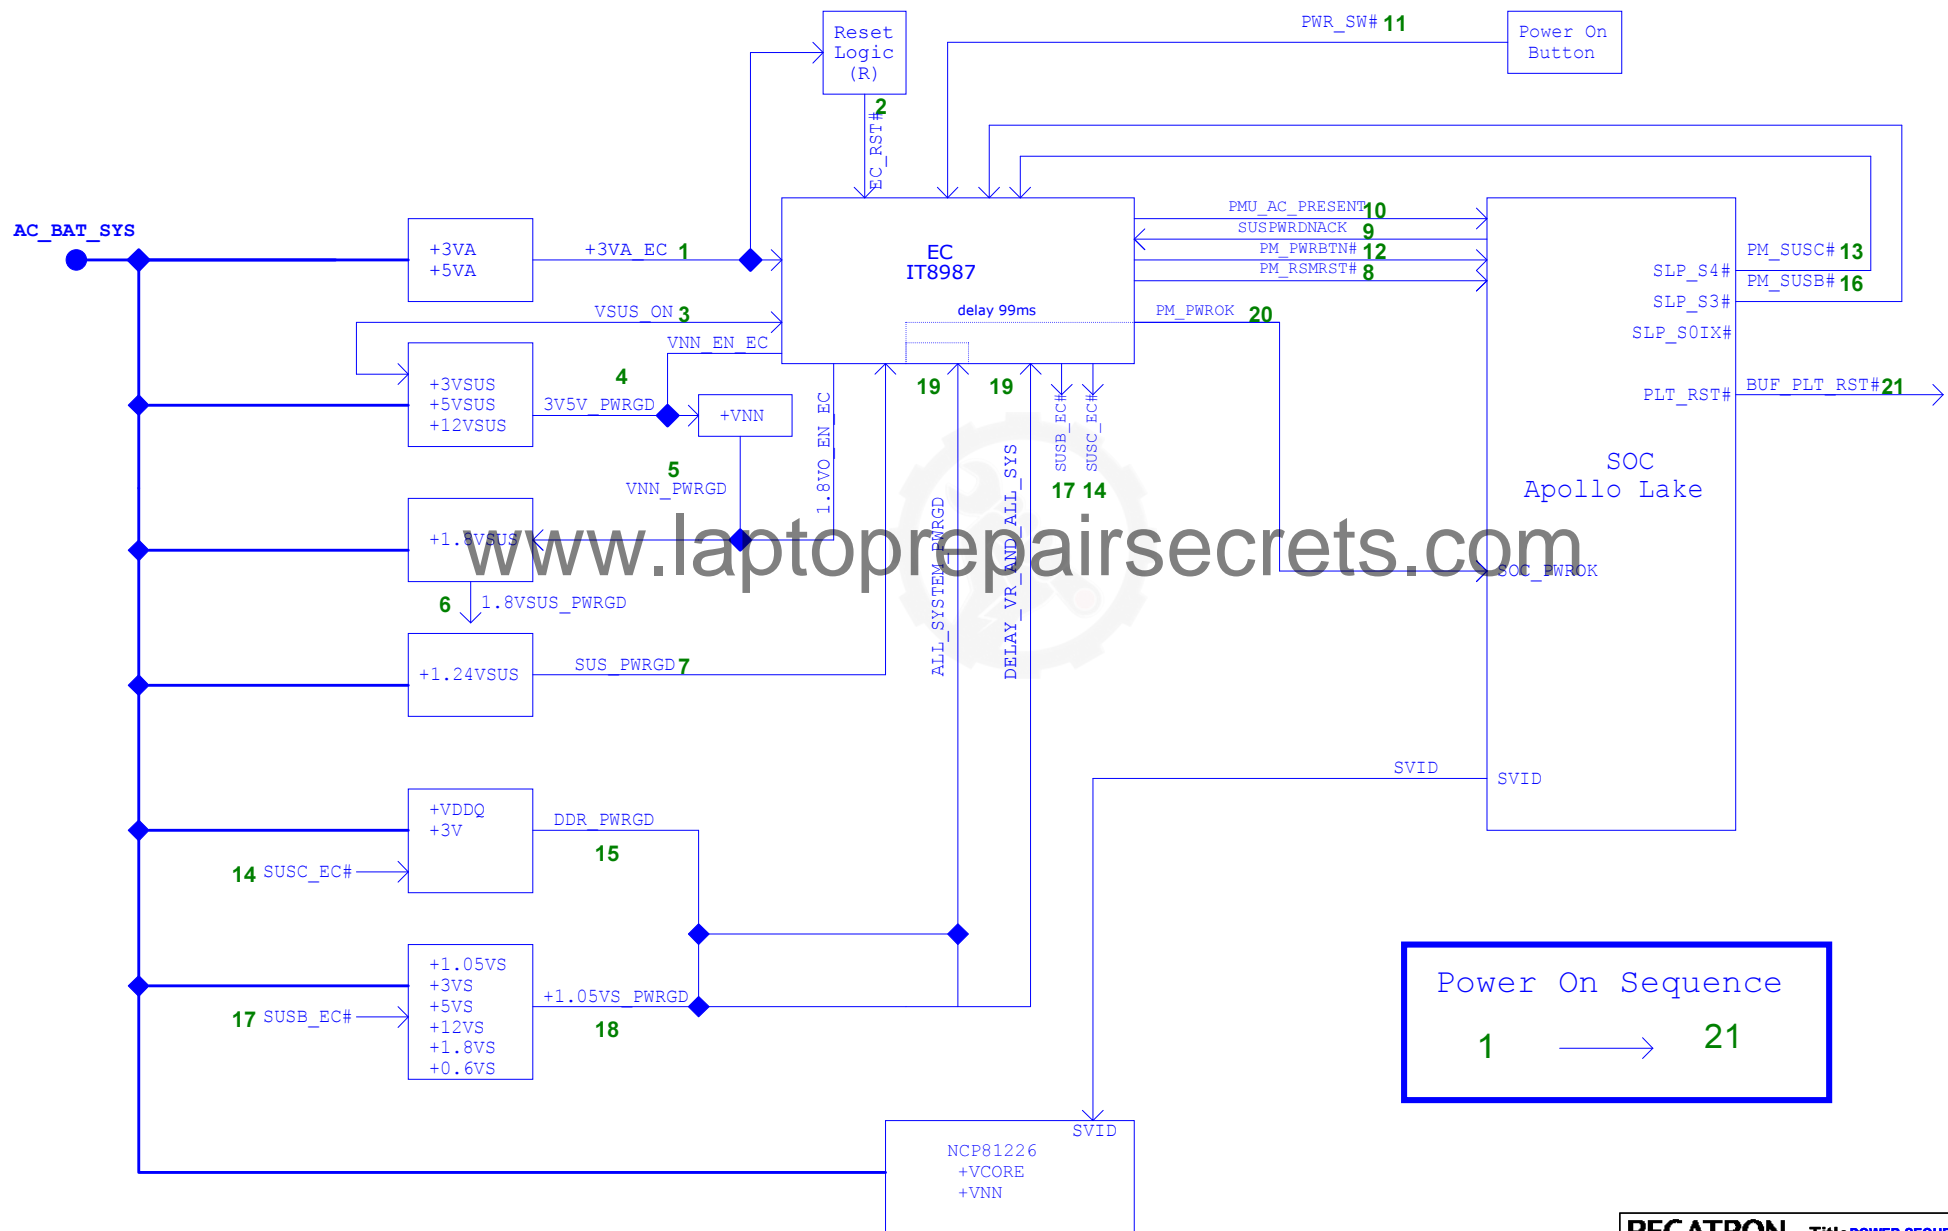 Reset
Logic
(R)
2
EC_RST#
PWR_SW# 11
Power On
Button
AC_BAT_SYS
+3VA
+5VA
+3VA_EC 1
EC
IT8987
delay 99ms
PMU_AC_PRESENT 10
SUSPWRDNACK 9
PM_PWRBTN# 12
PM_RSMRST# 8
PM_PWROK 20
SLP_S4#
SLP_S3#
SLP_S0IX#
PLT_RST#
PM_SUSC# 13
PM_SUSB# 16
BUF_PLT_RST# 21
SOC
Apollo Lake
SOC_PWROK
SVID
SVID
VSUS_ON 3
VNN_EN_EC
+3VSUS
+5VSUS
+12VSUS
4
3V5V_PWRGD
+VNN
5
VNN_PWRGD
1.8VO_EN_EC
19
19
ALL_SYSTEM_PWRGD
DELAY_VR_AND_ALL_SYS
SUSB_EC#
SUSC_EC#
17 14
+1.8VSUS
www.laptoprepairsecrets.com
6 1.8VSUS_PWRGD
+1.24VSUS
SUS_PWRGD 7
+VDDQ
+3V
DDR_PWRGD
15
14 SUSC_EC#
+1.05VS
+3VS
+5VS
+12VS
+1.8VS
+0.6VS
+1.05VS_PWRGD
18
17 SUSB_EC#
Power On Sequence
1 21
SVID
NCP81226
+VCORE
+VNN
PEGATRON